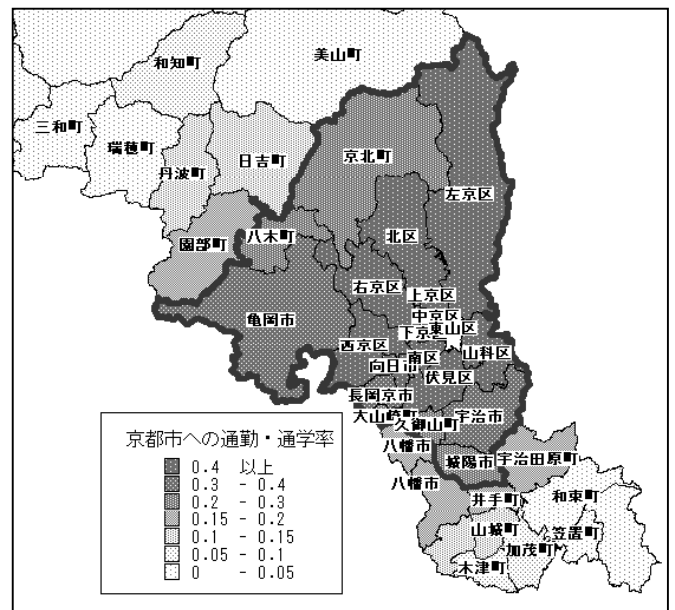 美山町
和知町
三和町
瑞穂町
丹波町
日吉町
京北町
左京区
園部町
八木町
北区
右京区
上京区
中京区
下京区
東山区
亀岡市
西京区
南区
山科区
向日市
伏見区
長岡京市
大山崎町
久御山町
宇治市
八幡市
城陽市
宇治田原町
八幡市
井手町
和束町
山城町
笠置町
加茂町
木津町
京都市への通勤・通学率
0.4 以上
0.3 - 0.4
0.2 - 0.3
0.15 - 0.2
0.1 - 0.15
0.05 - 0.1
0 - 0.05